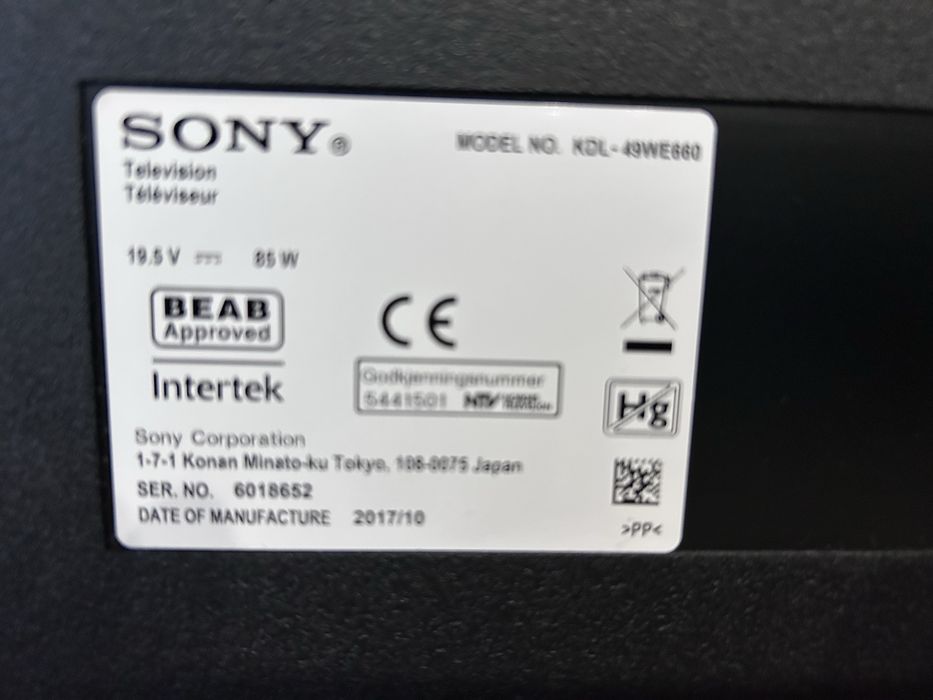 SONY®
MODEL NO. KDL-49WE660
Television
Téléviseur
19.5 V ⎓ 85 W
BEAB
Approved
Intertek
CE
Godkjenningsnummer
5441501 NTV
Hg
Sony Corporation
1-7-1 Konan Minato-ku Tokyo, 108-0075 Japan
SER. NO. 6018652
DATE OF MANUFACTURE 2017/10
>PP<